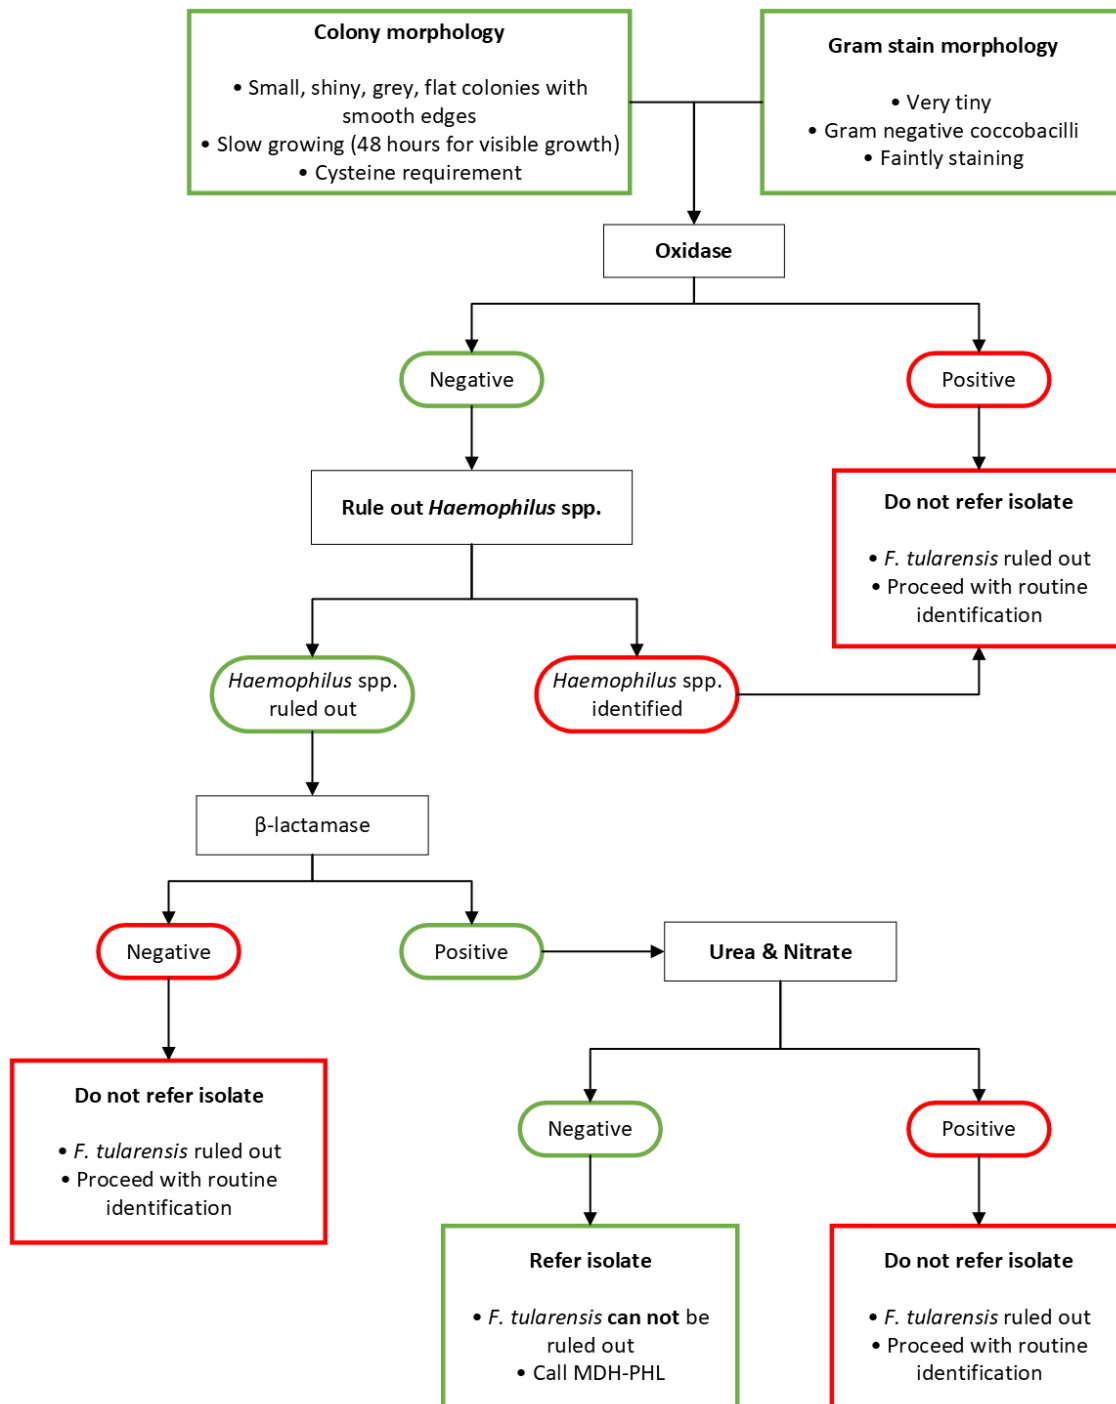 Colony morphology
• Small, shiny, grey, flat colonies with
smooth edges
• Slow growing (48 hours for visible growth)
• Cysteine requirement
Gram stain morphology
• Very tiny
• Gram negative coccobacilli
• Faintly staining
Oxidase
Negative
Positive
Rule out Haemophilus spp.
Do not refer isolate
• F. tularensis ruled out
• Proceed with routine
identification
Haemophilus spp.
ruled out
Haemophilus spp.
identified
β-lactamase
Negative
Positive
Urea & Nitrate
Do not refer isolate
• F. tularensis ruled out
• Proceed with routine
identification
Negative
Positive
Refer isolate
• F. tularensis can not be
ruled out
• Call MDH-PHL
Do not refer isolate
• F. tularensis ruled out
• Proceed with routine
identification